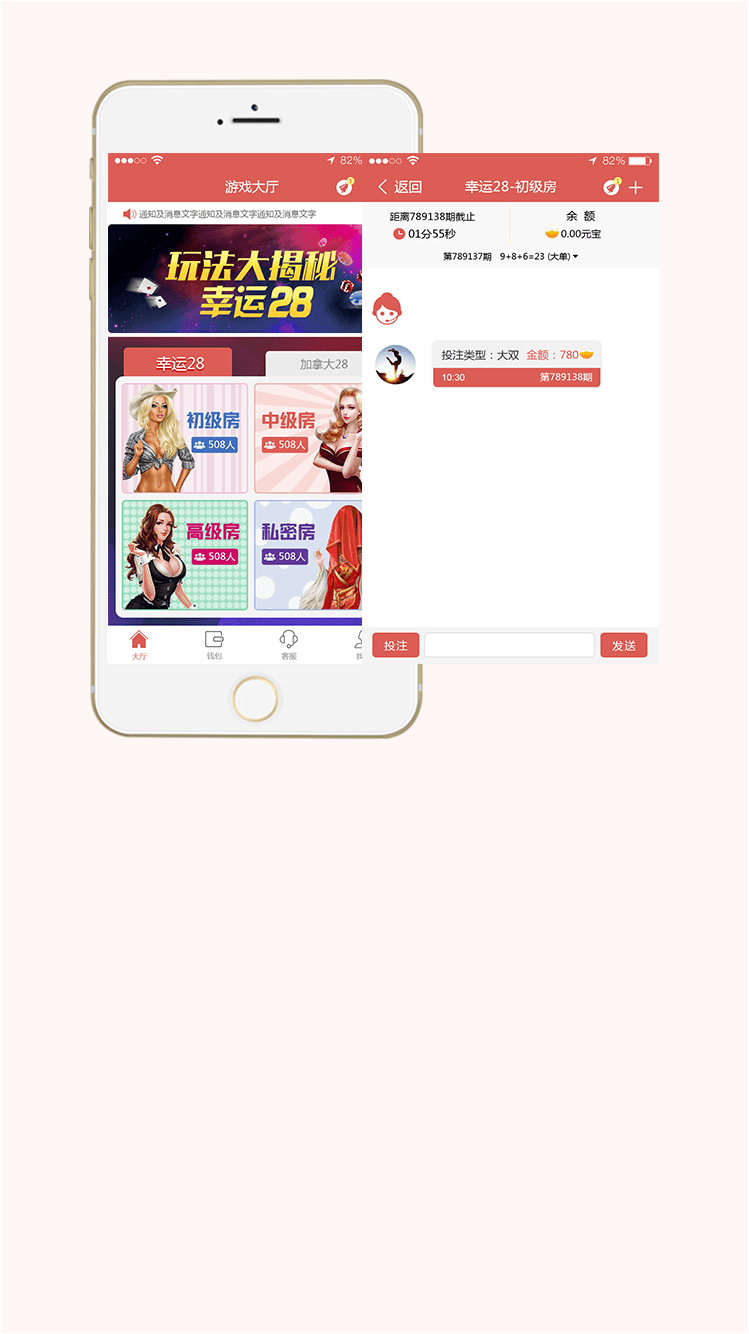 82%
游戏大厅
1
通知及消息文字通知及消息文字通知及消息文字
玩法大揭秘
幸运28
幸运28
加拿大28
初级房
508人
中级房
508人
高级房
508人
私密房
508人
大厅
钱包
客服
82%
返回
幸运28-初级房
1
距离789138期截止
01分55秒
余 额
0.00元宝
第789137期 9+8+6=23 (大单)
投注类型：大双 金额：780
10:30 第789138期
投注
发送